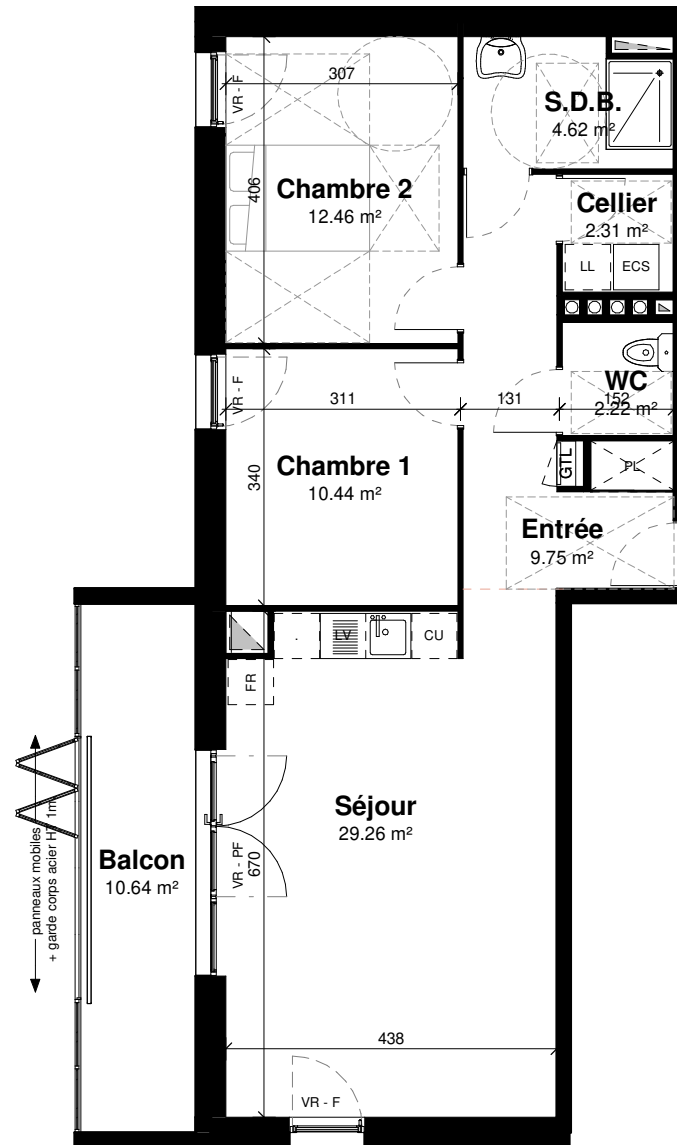 307
VR - F
S.D.B.
4.62 m²
406
Chambre 2
12.46 m²
Cellier
2.31 m²
LL
ECS
VR - F
311
131
152
WC
2.22 m²
340
Chambre 1
10.44 m²
GTL
PL
Entrée
9.75 m²
LV
CU
FR
Séjour
29.26 m²
VR - PF
670
Balcon
10.64 m²
panneaux mobiles
+ garde corps acier HT 1m
438
VR - F